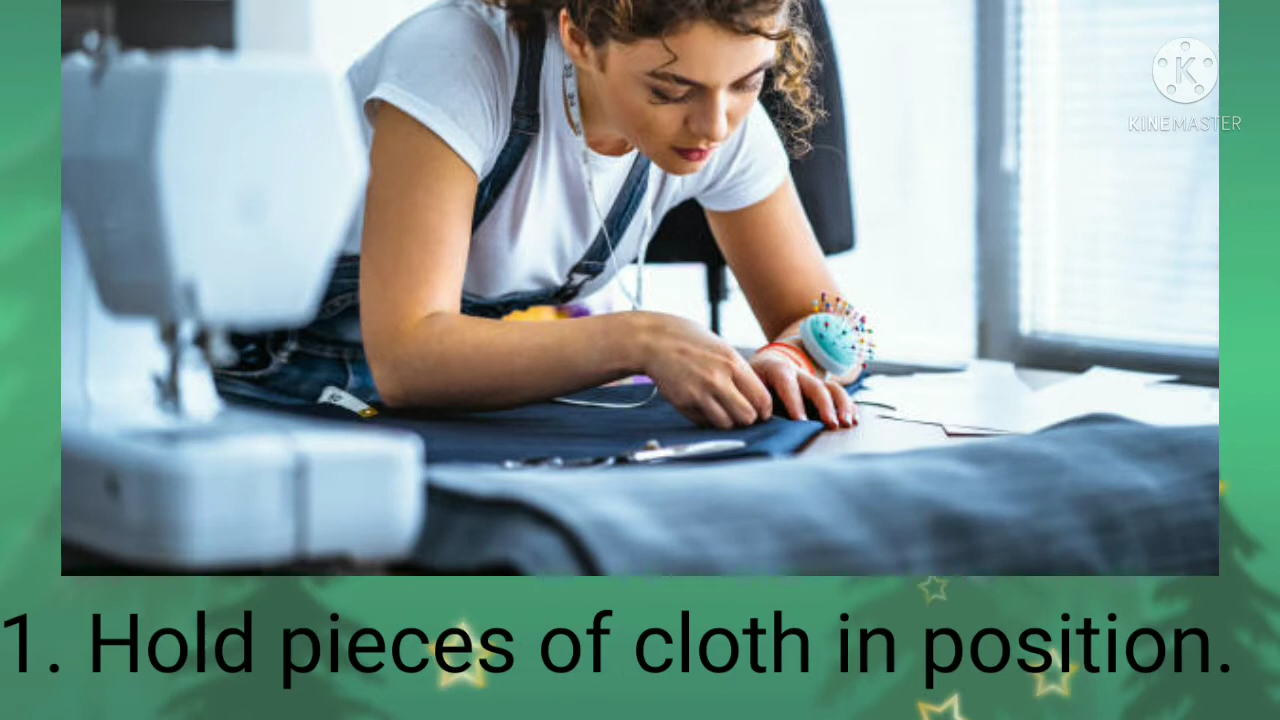 K
KINEMASTER
1. Hold pieces of cloth in position.